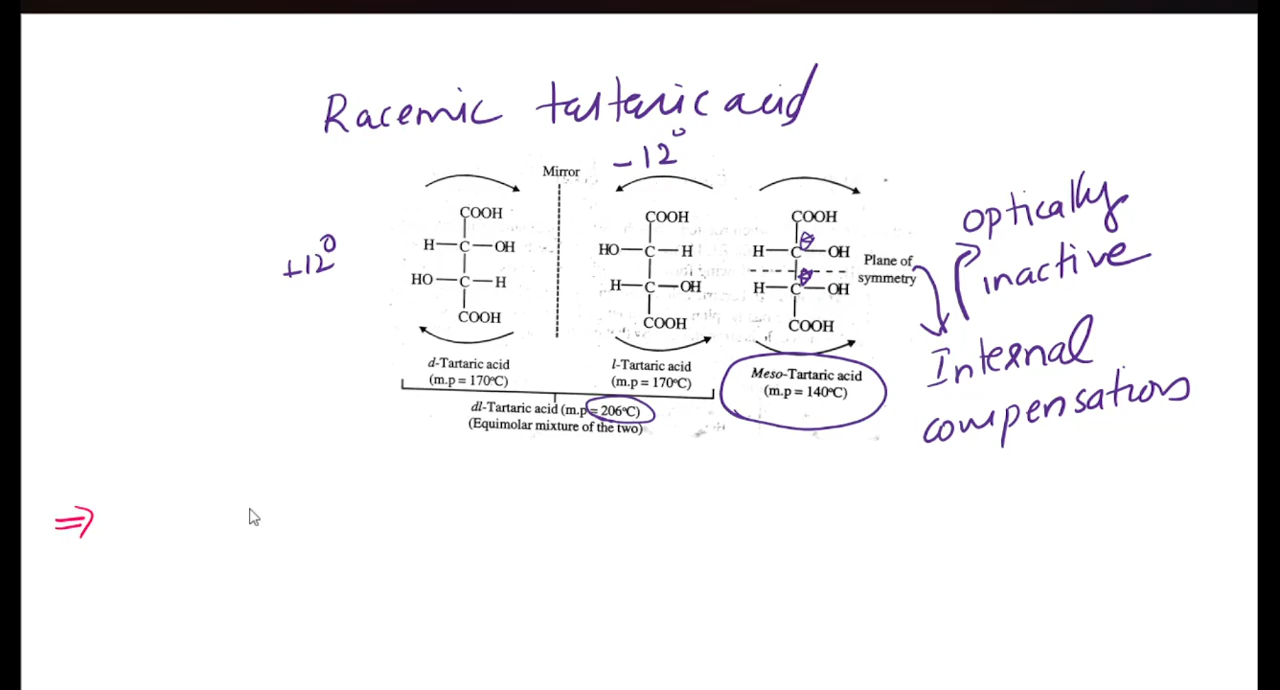 Racemic tartaric acid
-12°
Mirror
+12°
COOH
H—C—OH
HO—C—H
COOH
d-Tartaric acid
(m.p = 170°C)
COOH
HO—C—H
H—C—OH
COOH
l-Tartaric acid
(m.p = 170°C)
dl-Tartaric acid (m.p = 206°C)
(Equimolar mixture of the two)
COOH
H—C—OH
H—C—OH
COOH
Plane of
symmetry
Meso-Tartaric acid
(m.p = 140°C)
optically
inactive
Internal
compensations
⇒